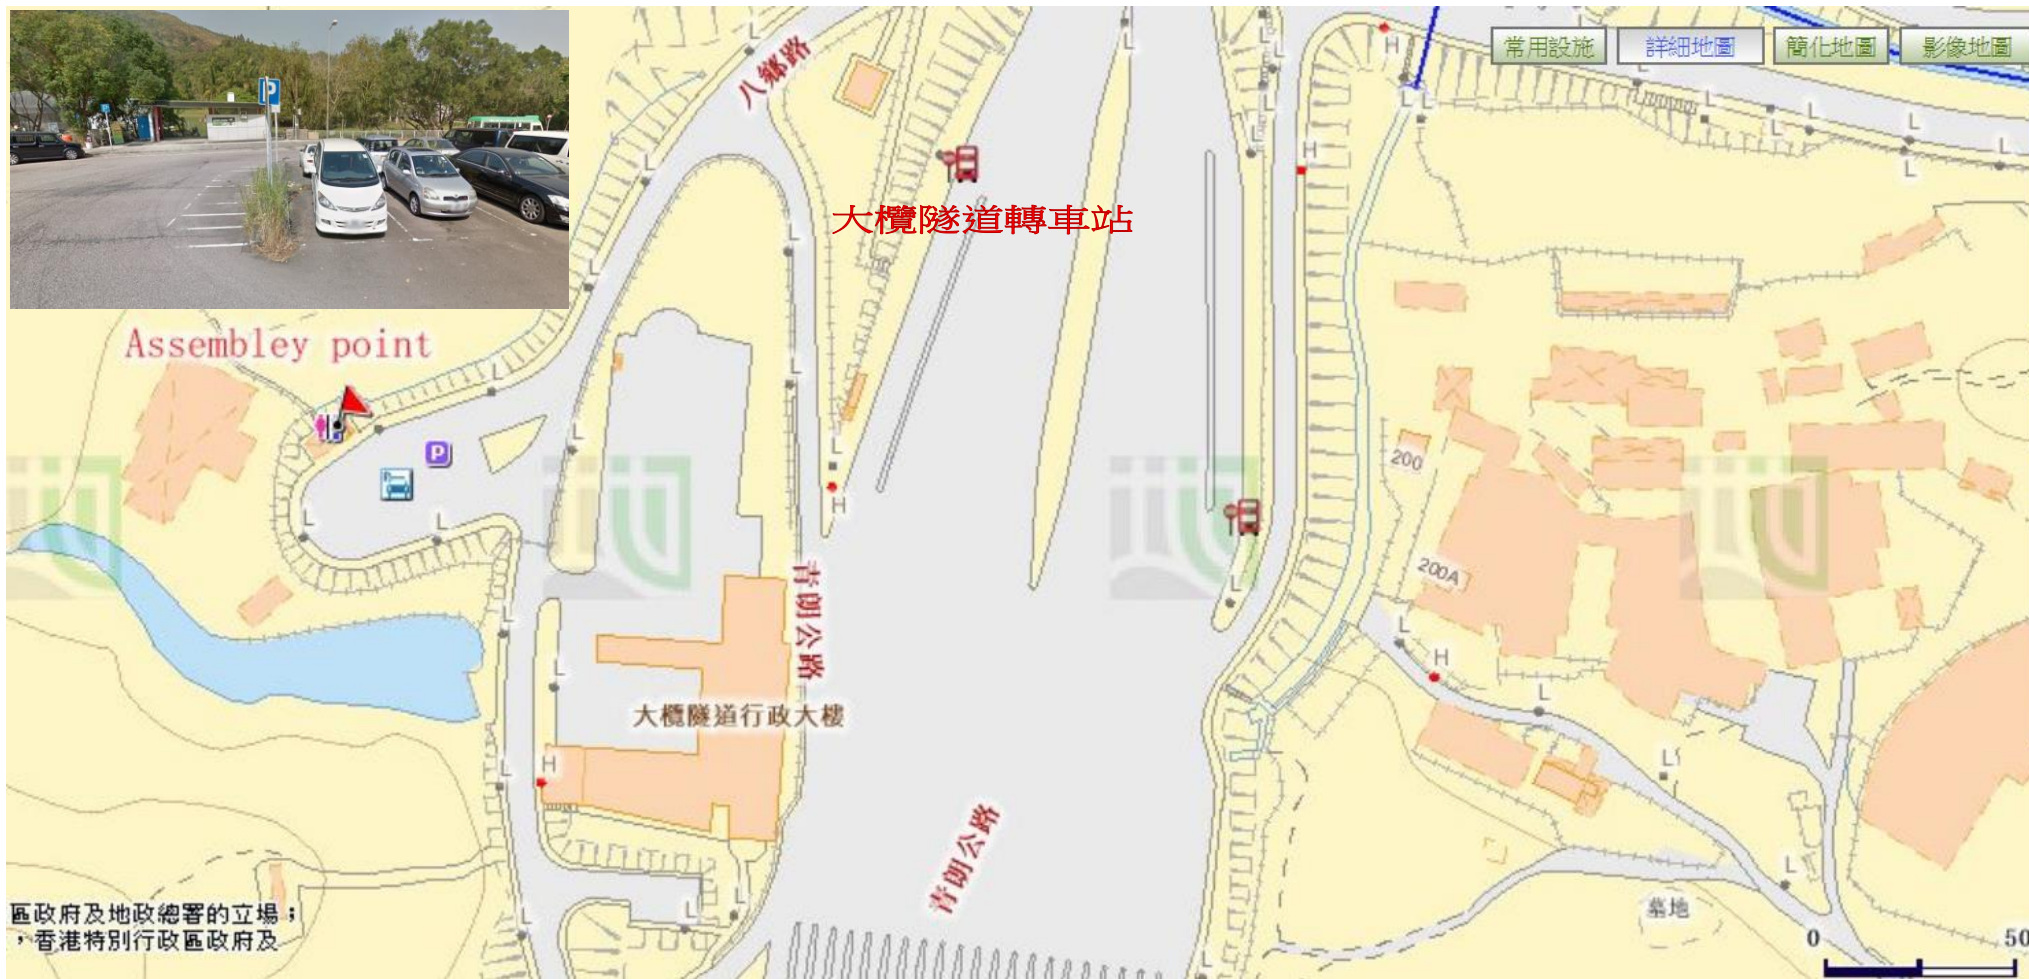 常用設施
詳細地圖
簡化地圖
影像地圖
P
八鄉路
H
L
L
大欖隧道轉車站
Assembley point
P
200
200A
青朗公路
大欖隧道行政大樓
青朗公路
墓地
區政府及地政總署的立場；
，香港特別行政區政府及
0
50